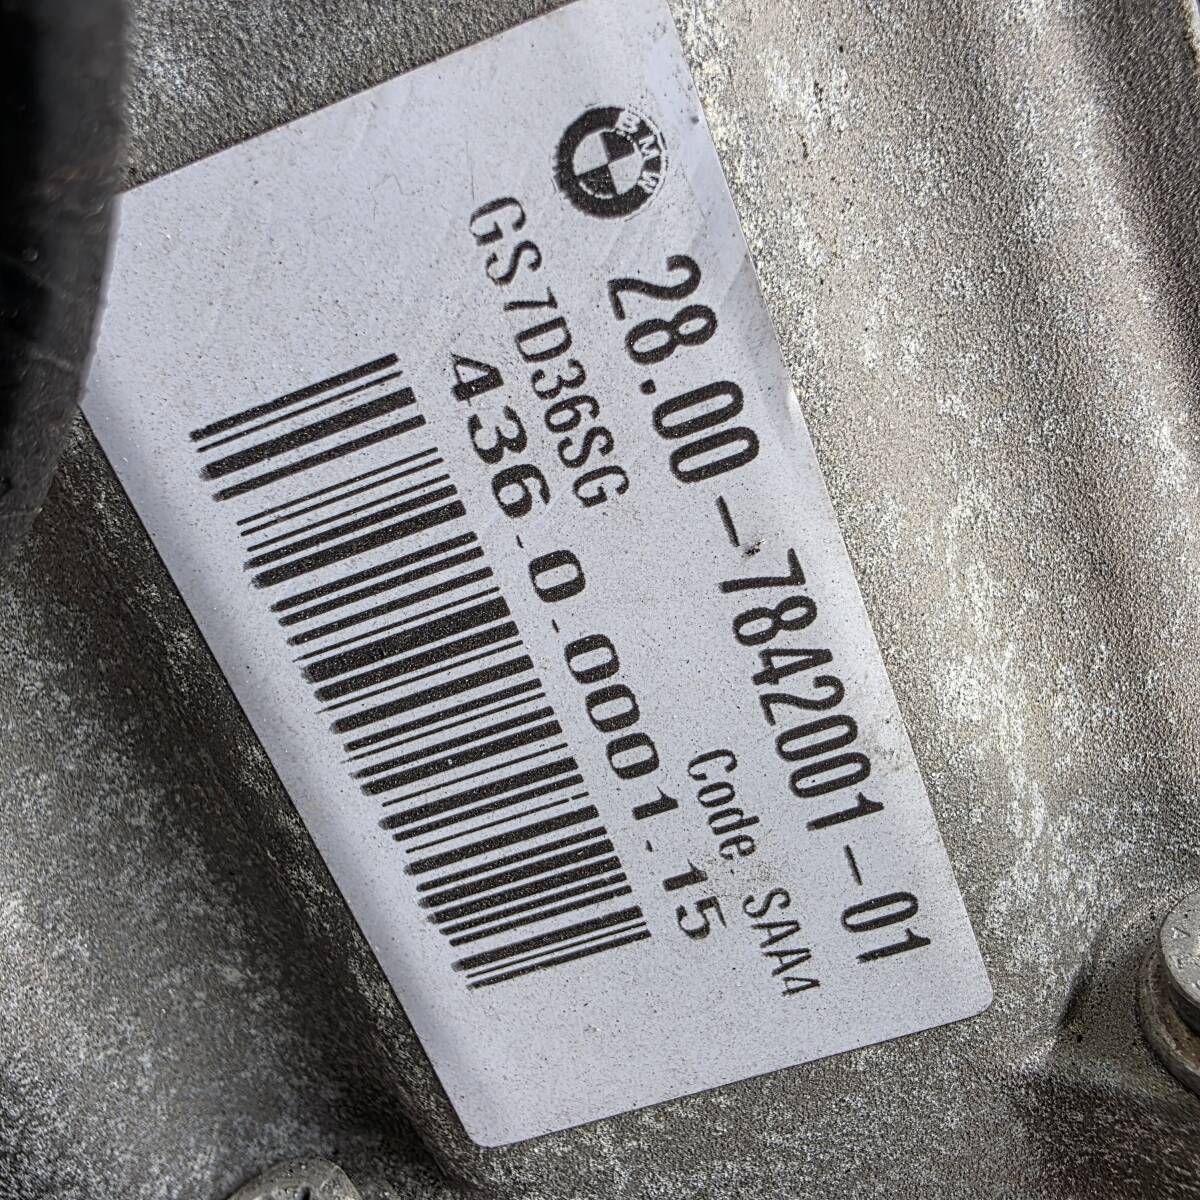 BMW
28.00-7842001-01
GS7D36SG
Code SAA4
436.0.0001.15